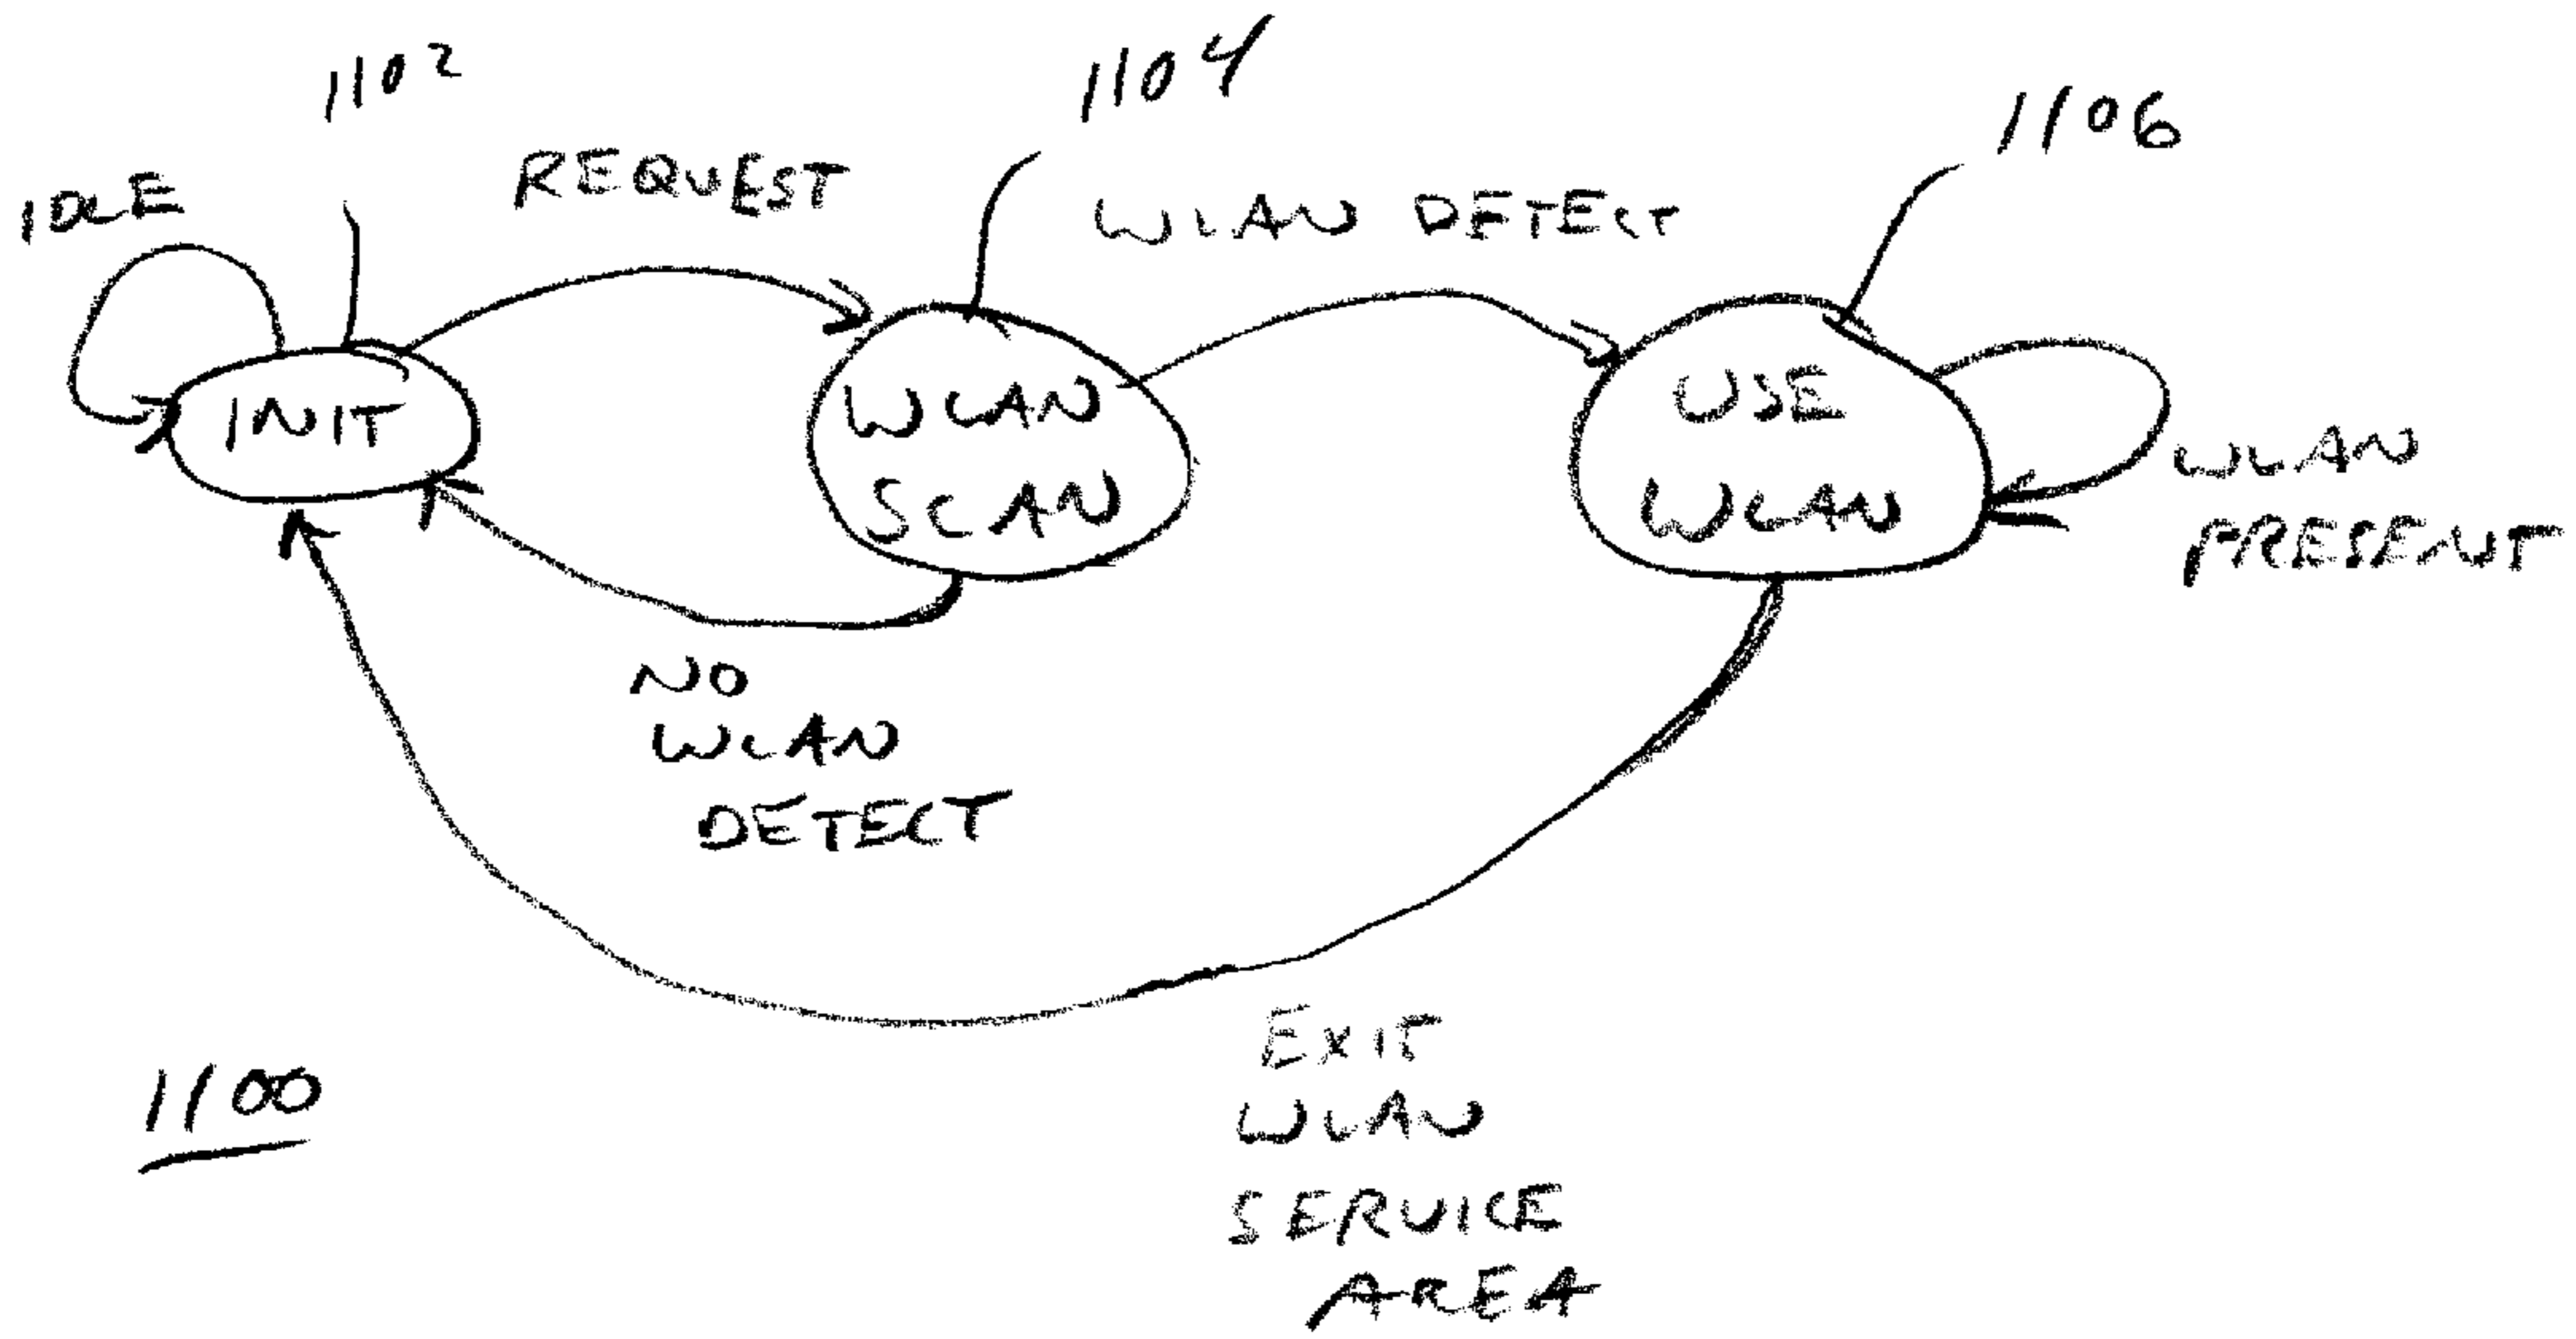 1102
1104
1106
IDLE
REQUEST
WLAN DETECT
INIT
WLAN
SCAN
USE
WLAN
WLAN
PRESENT
NO
WLAN
DETECT
EXIT
WLAN
SERVICE
AREA
1100